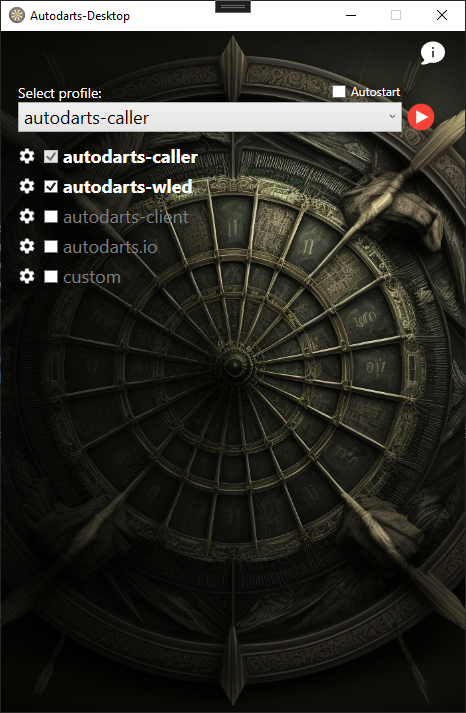 Autodarts-Desktop
Select profile:
Autostart
autodarts-caller
autodarts-caller
autodarts-wled
autodarts-client
autodarts.io
custom